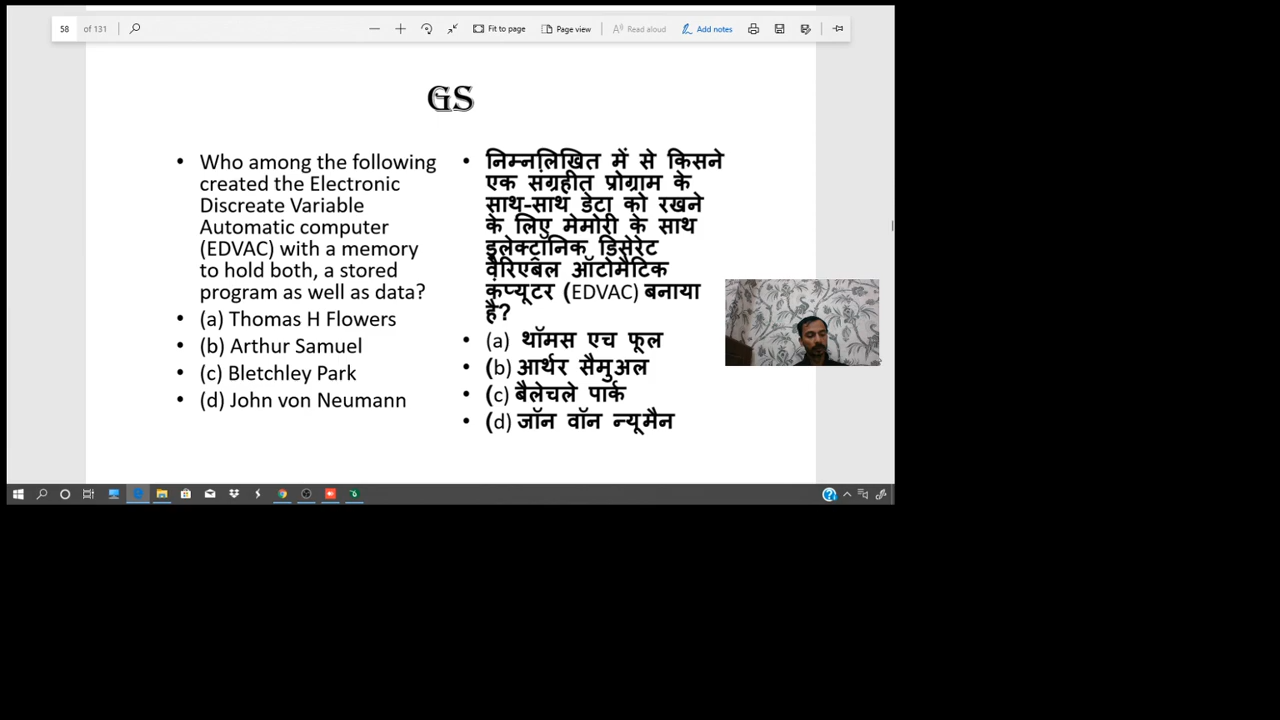 58 of 131 Fit to page Page view Read aloud Add notes
GS
• Who among the following
created the Electronic
Discreate Variable
Automatic computer
(EDVAC) with a memory
to hold both, a stored
program as well as data?
• (a) Thomas H Flowers
• (b) Arthur Samuel
• (c) Bletchley Park
• (d) John von Neumann
• निम्नलिखित में से किसने
एक संग्रहीत प्रोग्राम के
साथ-साथ डेटा को रखने
के लिए मेमोरी के साथ
इलेक्ट्रॉनिक डिसेरेट
वैरिएबल ऑटोमैटिक
कंप्यूटर (EDVAC) बनाया
है?
• (a) थॉमस एच फूल
• (b) आर्थर सैमुअल
• (c) बैलेचले पार्क
• (d) जॉन वॉन न्यूमैन